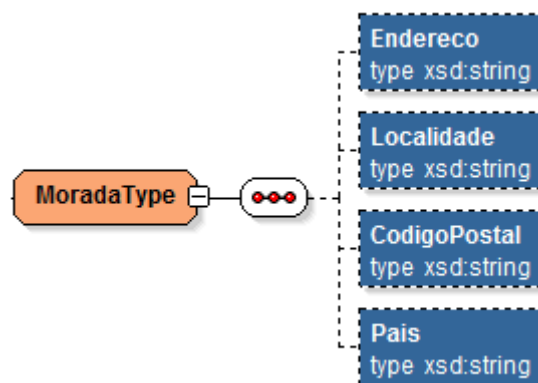 MoradaType
Endereco
type xsd:string
Localidade
type xsd:string
CodigoPostal
type xsd:string
Pais
type xsd:string